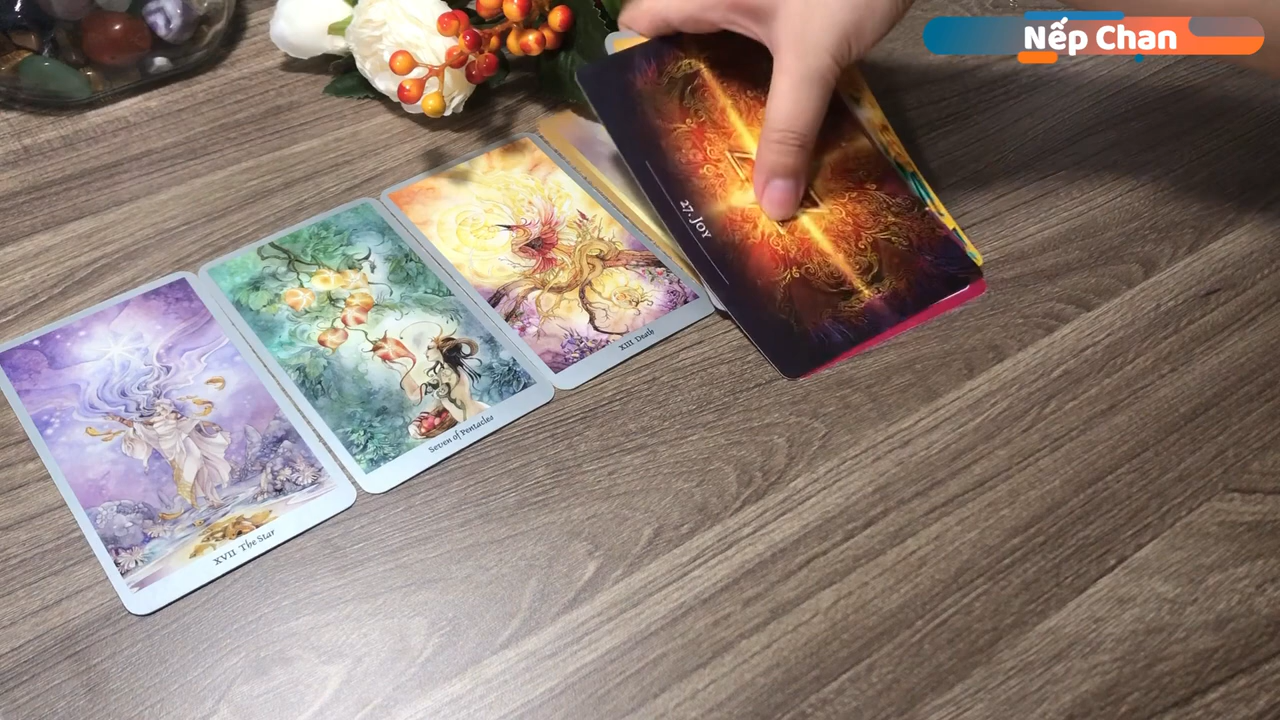 Nếp Chan
27. Joy
XIII Death
Seven of Pentacles
XVII The Star